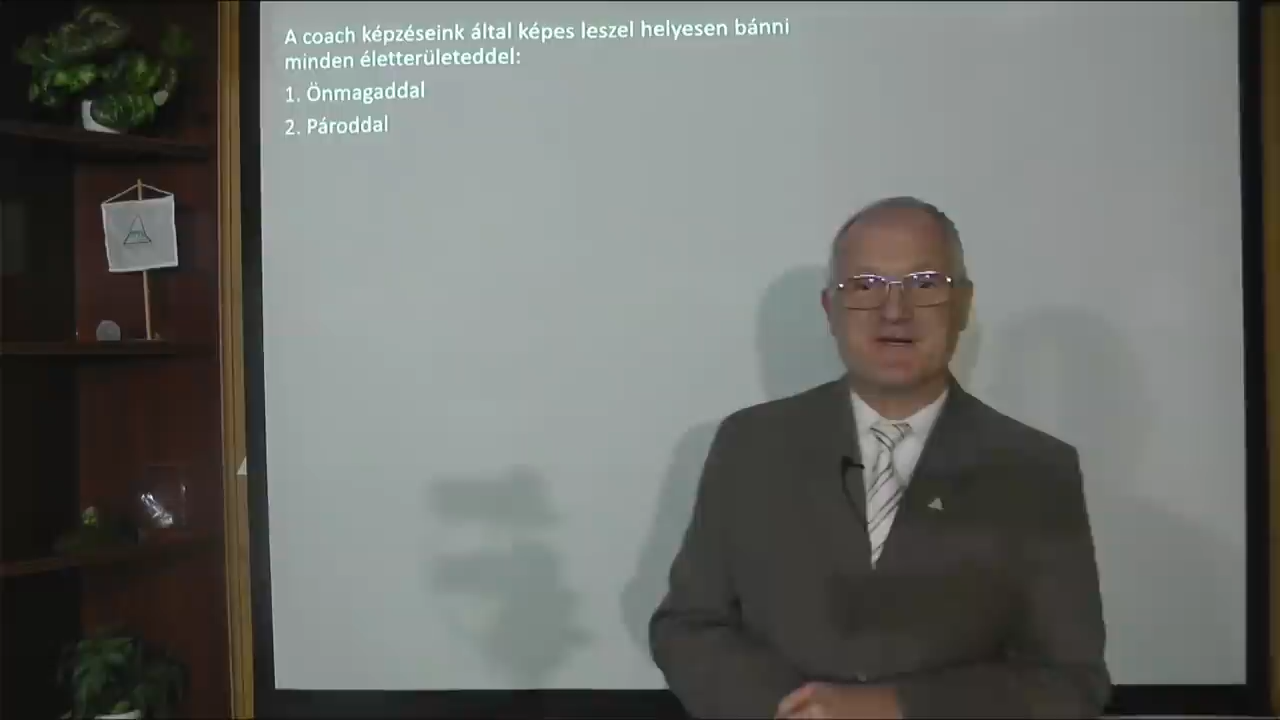 A coach képzéseink által képes leszel helyesen bánni
minden életterületeddel:
1. Önmagaddal
2. Pároddal